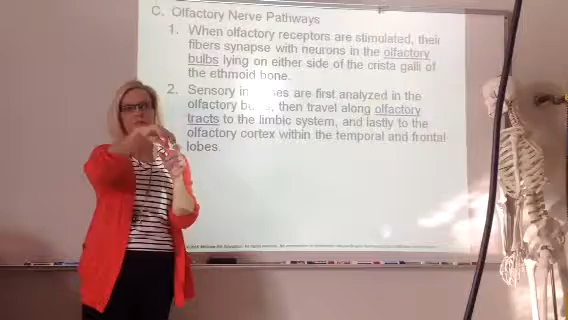 C. Olfactory Nerve Pathways
1. When olfactory receptors are stimulated, their
fibers synapse with neurons in the olfactory
bulbs lying on either side of the crista galli of
the ethmoid bone.
2. Sensory in es are first analyzed in the
olfactory bu , then travel along olfactory
tracts to the limbic system, and lastly to the
olfactory cortex within the temporal and frontal
lobes.